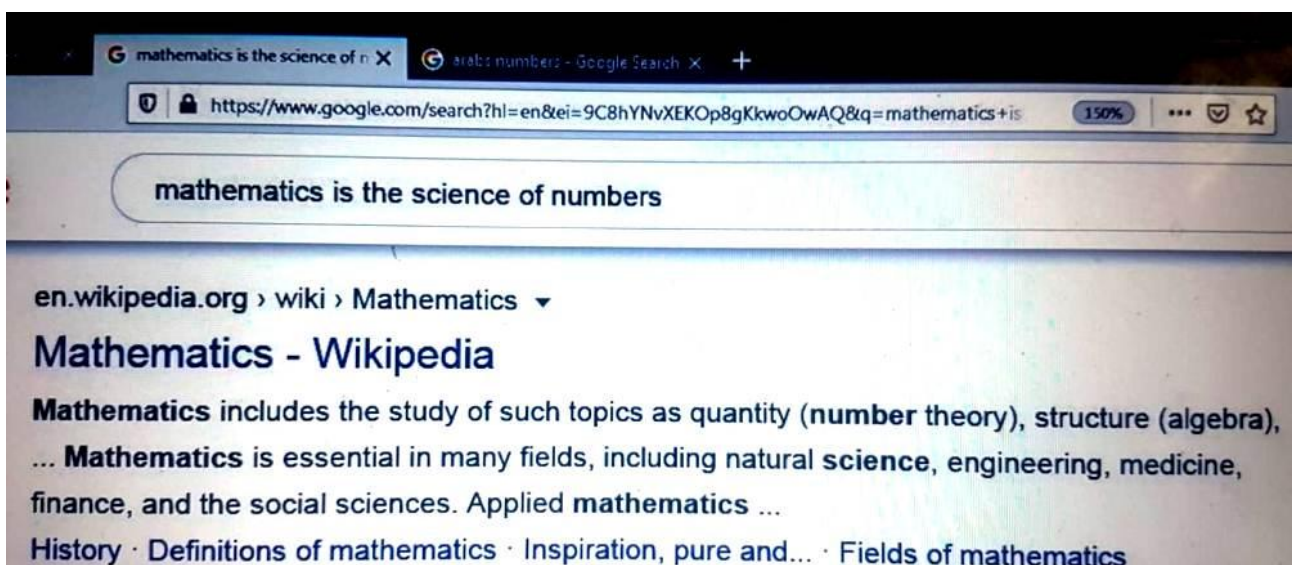 mathematics is the science of n
- Google Search
https://www.google.com/search?hl=en&ei=9C8hYNvXEKOp8gKkwoOwAQ&q=mathematics+is
150%
mathematics is the science of numbers
en.wikipedia.org › wiki › Mathematics
Mathematics - Wikipedia
Mathematics includes the study of such topics as quantity (number theory), structure (algebra),
... Mathematics is essential in many fields, including natural science, engineering, medicine,
finance, and the social sciences. Applied mathematics ...
History · Definitions of mathematics · Inspiration, pure and... · Fields of mathematics